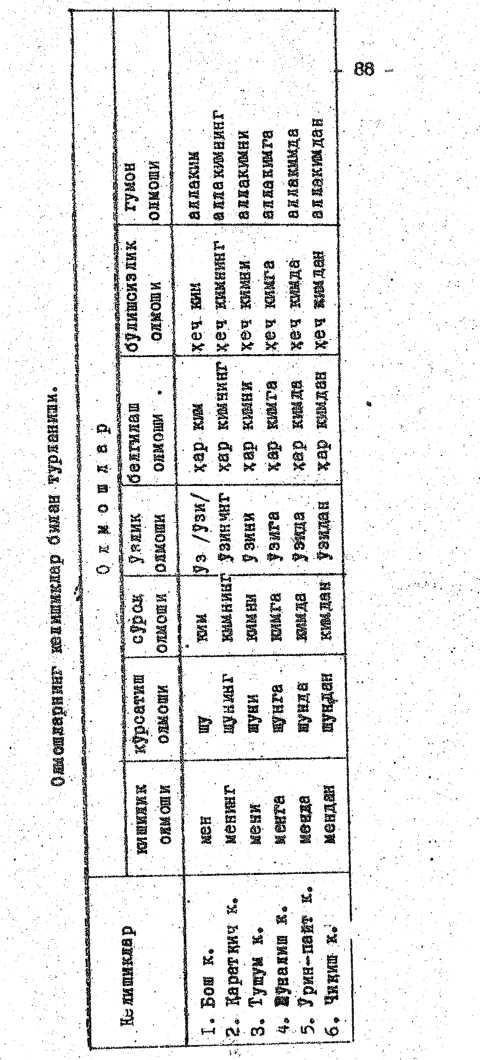 - 88 -
Олмошларнинг келишиклар билан турланиши.
Келишиклар | Олмошлар
кишилик олмоши | кўрсатиш олмоши | сўроқ олмоши | ўзлик олмоши | белгилаш олмоши . | бўлишсизлик олмоши | гумон олмоши
1. Бош к. | мен | шу | ким | ўз /ўзи/ | ҳар ким | ҳеч ким | аллаким
2. Қаратқич к. | менинг | шунинг | кимнинг | ўзининг | ҳар кимнинг | ҳеч кимнинг | аллакимнинг
3. Тушум к. | мени | шуни | кимни | ўзини | ҳар кимни | ҳеч кимни | аллакимни
4. Жўналиш к. | менга | шунга | кимга | ўзига | ҳар кимга | ҳеч кимга | аллакимга
5. Ўрин-пайт к. | менда | шунда | кимда | ўзида | ҳар кимда | ҳеч кимда | аллакимда
6. Чиқиш к. | мендан | шундан | кимдан | ўзидан | ҳар кимдан | ҳеч кимдан | аллакимдан